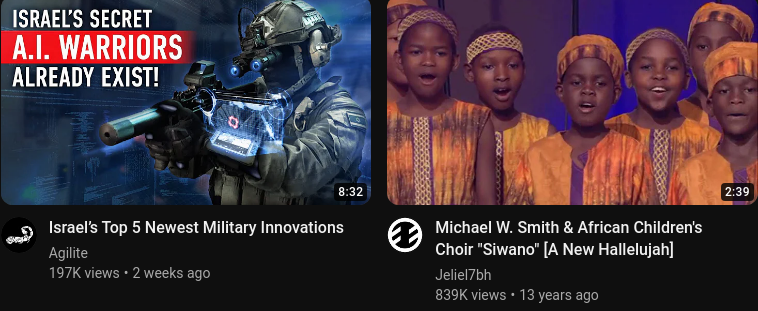 ISRAEL'S SECRET
A.I. WARRIORS
ALREADY EXIST!
8:32
Israel's Top 5 Newest Military Innovations
Agilite
197K views • 2 weeks ago
2:39
Michael W. Smith & African Children's
Choir "Siwano" [A New Hallelujah]
Jeliel7bh
839K views • 13 years ago